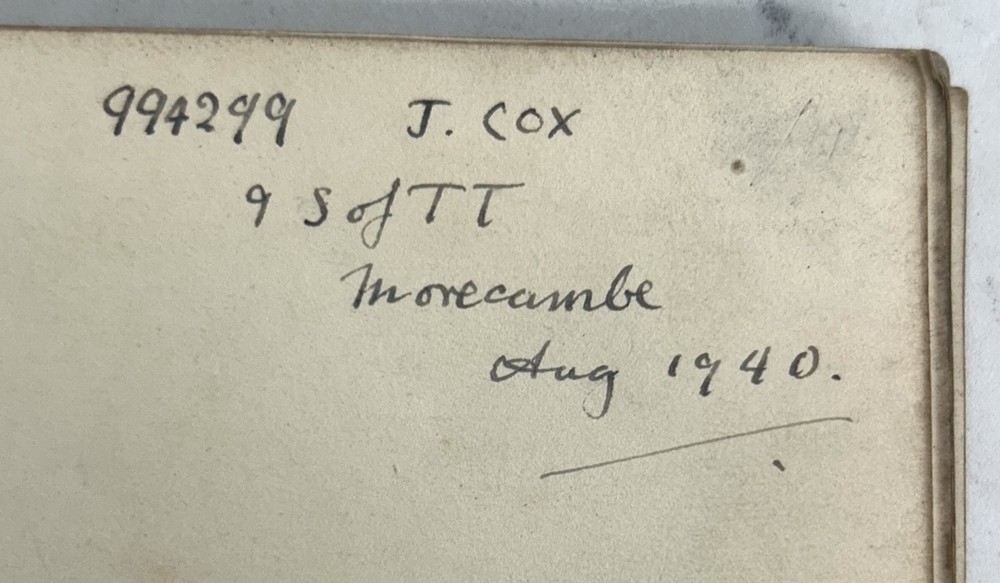 994299 J. COX
9 S of TT
Morecambe
Aug 1940.